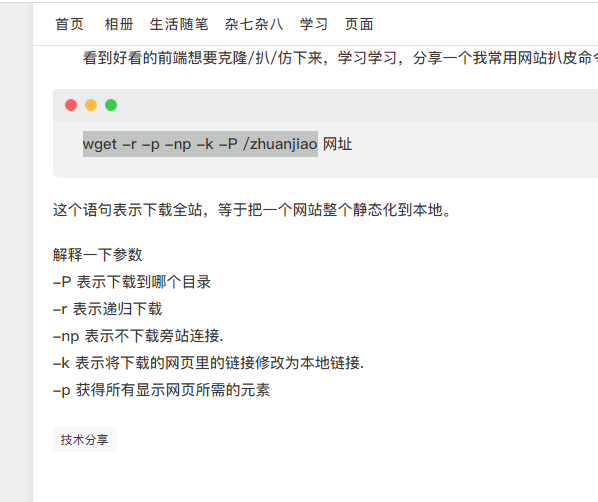 首页 相册 生活随笔 杂七杂八 学习 页面
看到好看的前端想要克隆/扒/仿下来，学习学习，分享一个我常用网站扒皮命
wget -r -p -np -k -P /zhuanjiao 网址
这个语句表示下载全站，等于把一个网站整个静态化到本地。
解释一下参数
-P 表示下载到哪个目录
-r 表示递归下载
-np 表示不下载旁站连接.
-k 表示将下载的网页里的链接修改为本地链接.
-p 获得所有显示网页所需的元素
技术分享